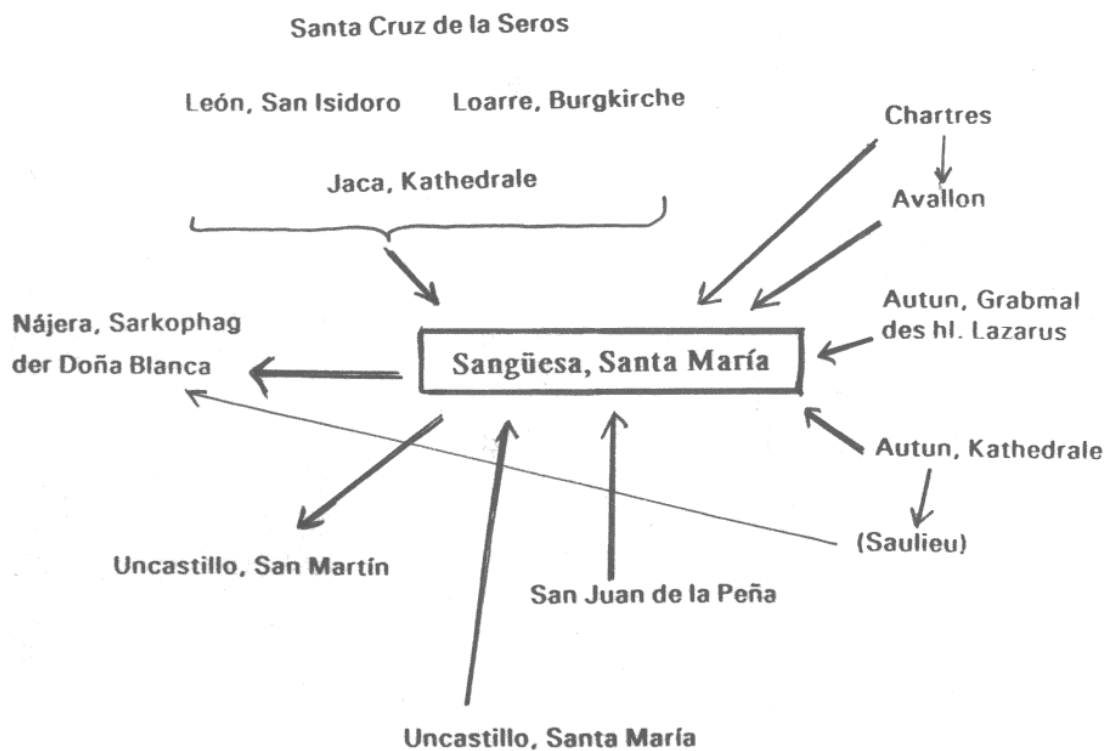 Santa Cruz de la Seros
León, San Isidoro
Loarre, Burgkirche
Chartres
Jaca, Kathedrale
Avallon
Nájera, Sarkophag
der Doña Blanca
Autun, Grabmal
des hl. Lazarus
Sangüesa, Santa María
Autun, Kathedrale
(Saulieu)
Uncastillo, San Martín
San Juan de la Peña
Uncastillo, Santa María